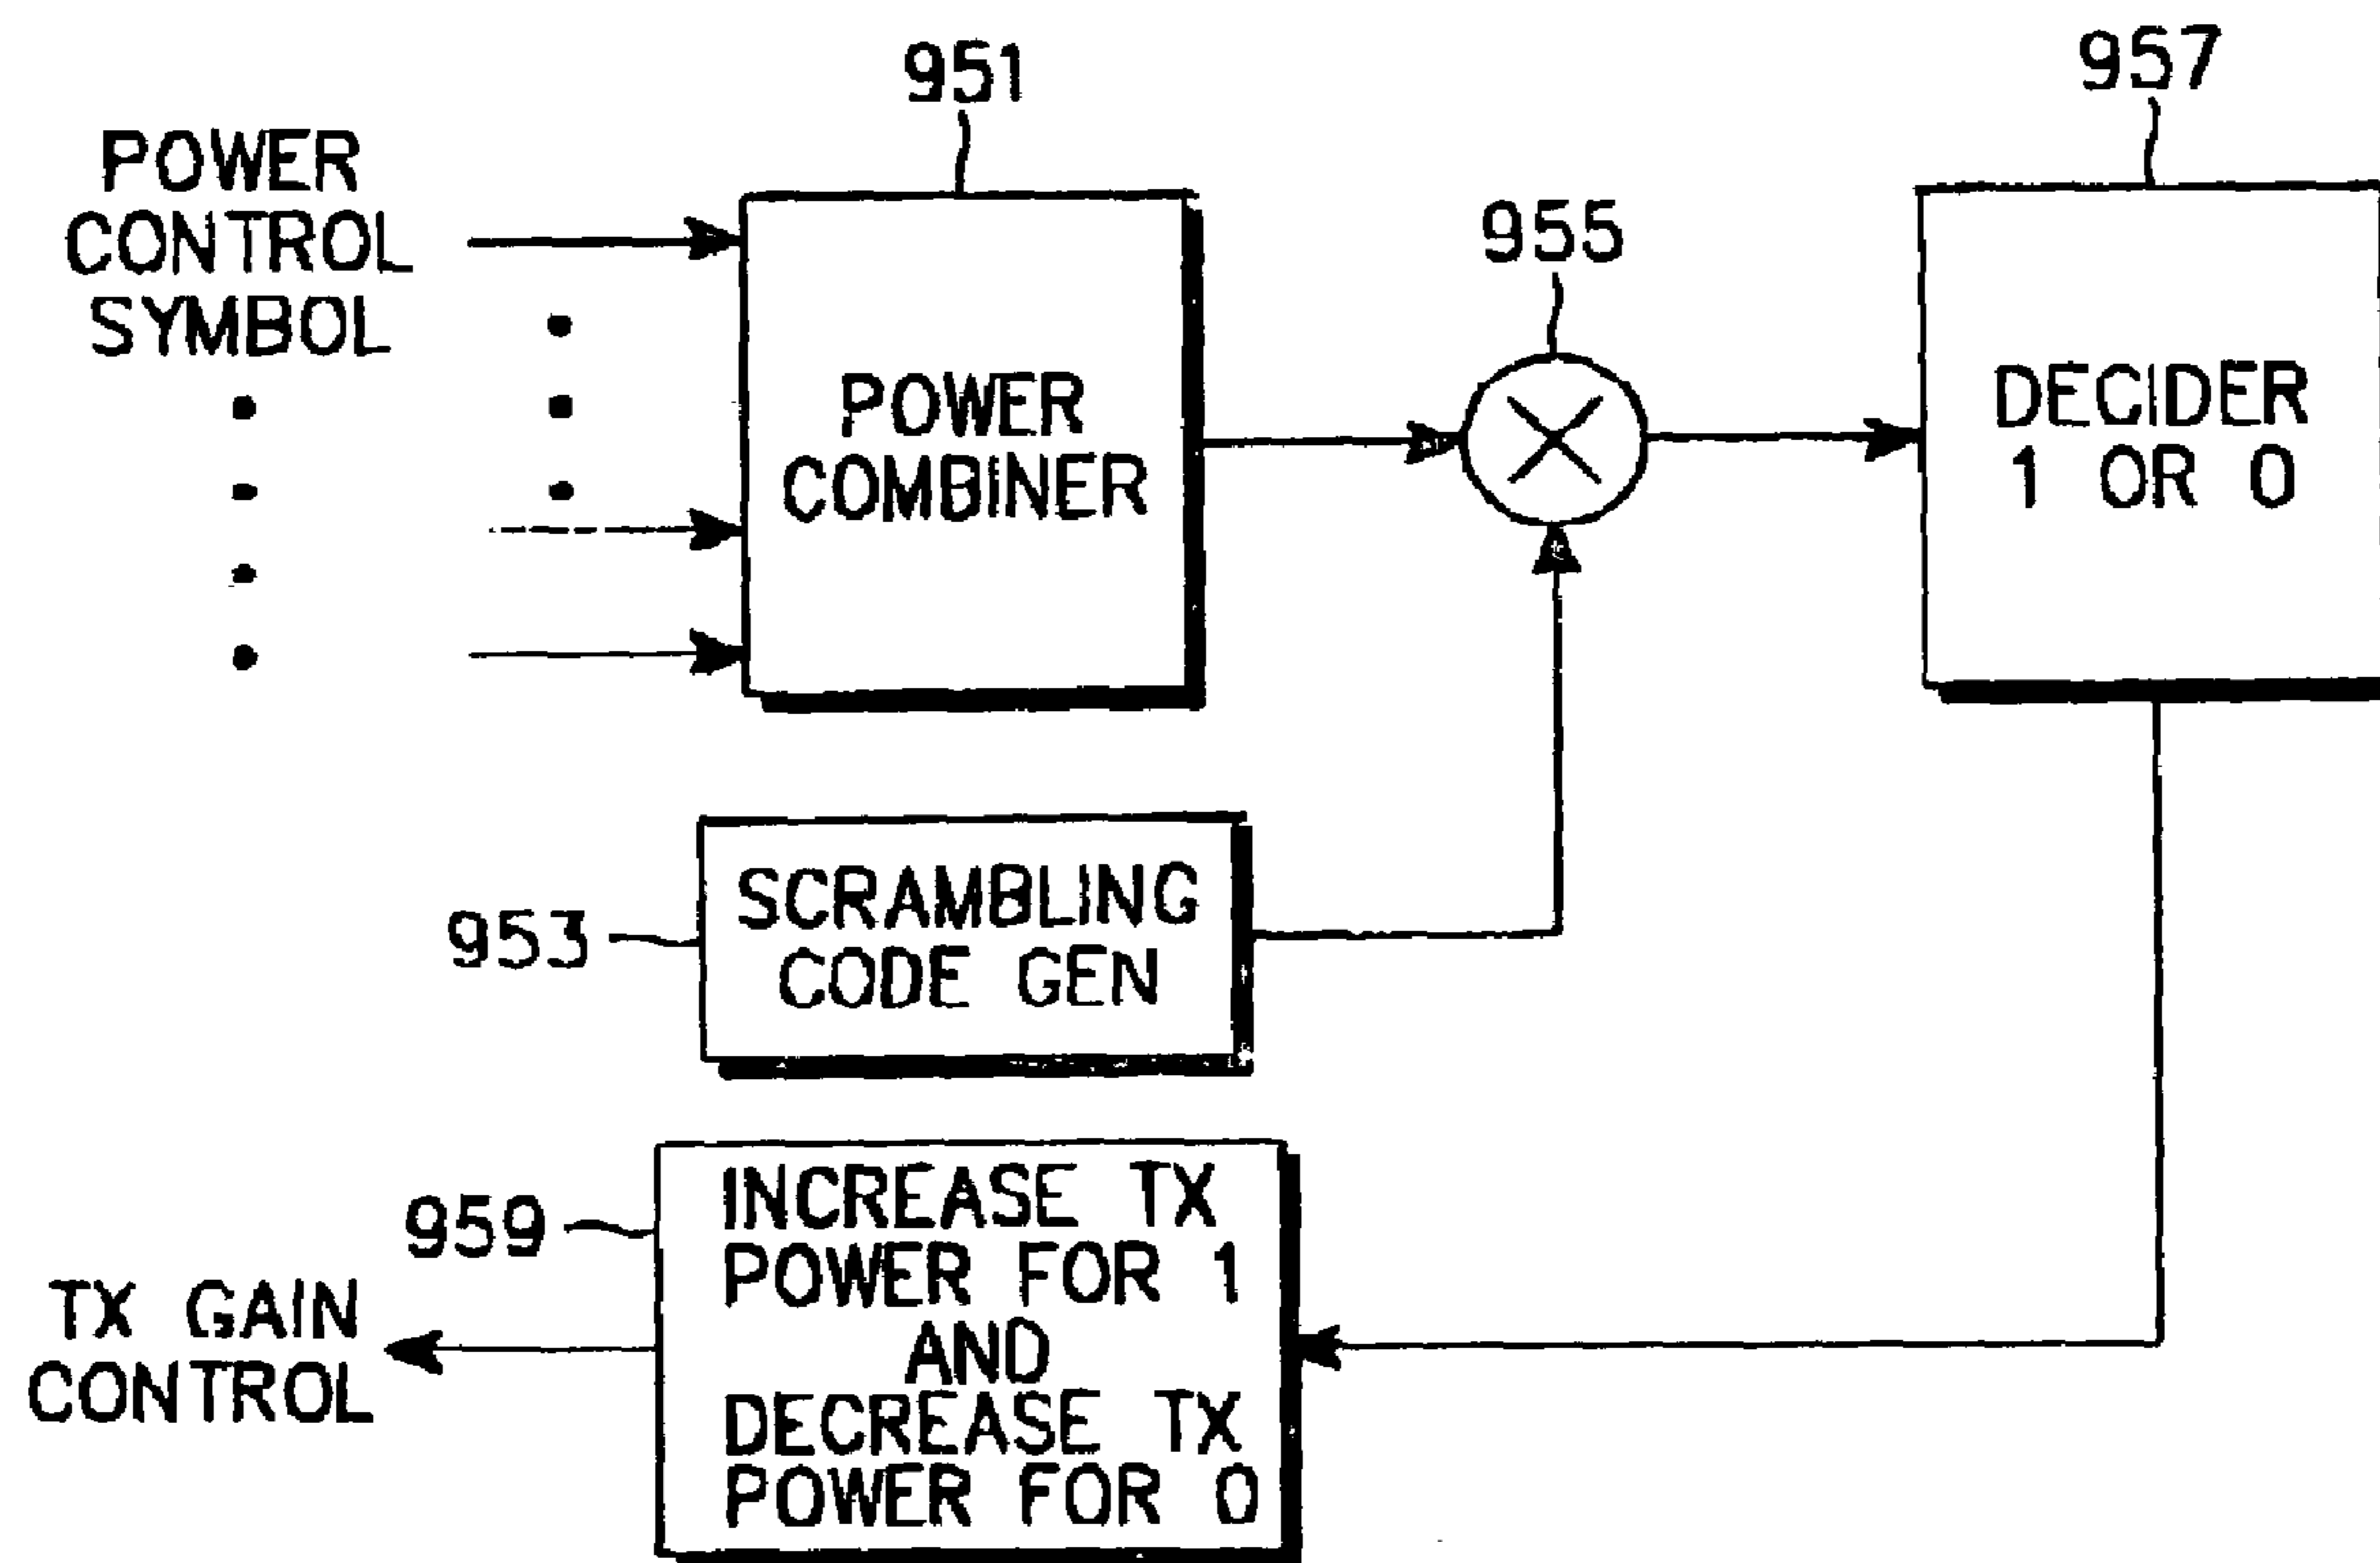 951
957
POWER
CONTROL
SYMBOL
955
POWER
COMBINER
DECIDER
1 OR 0
953
SCRAMBLING
CODE GEN
959
INCREASE TX
POWER FOR 1
AND
DECREASE TX
POWER FOR 0
TX GAIN
CONTROL